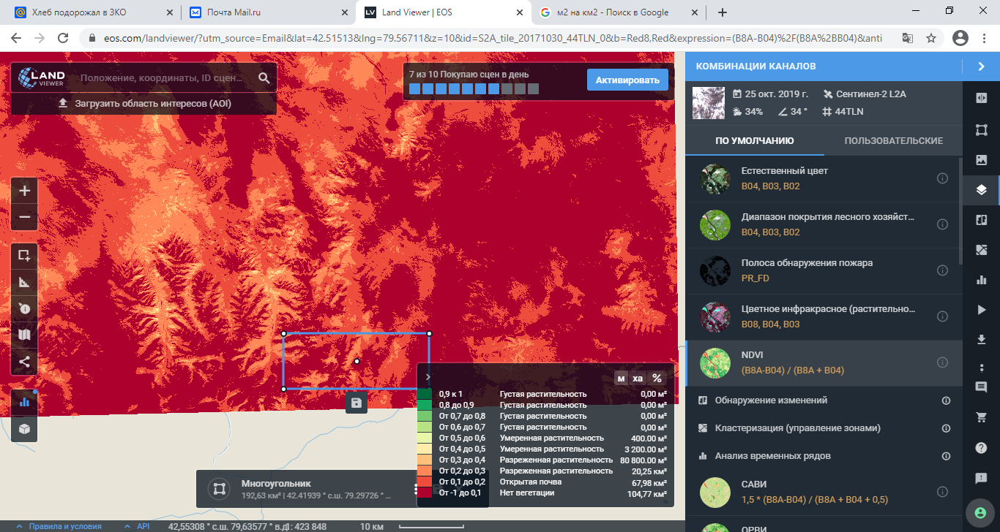 Хлеб подорожал в ЗКО
Почта Mail.ru
Land Viewer | EOS
м2 на км2 - Поиск в Google
eos.com/landviewer/?utm_source=Email&lat=42.51513&lng=79.56711&z=10&id=S2A_tile_20171030_44TLN_0&b=Red8,Red&expression=(B8A-B04)%2F(B8A%2BB04)&anti
LAND VIEWER
Положение, координаты, ID сцен...
Загрузить область интересов (AOI)
7 из 10 Покупаю сцен в день
Активировать
КОМБИНАЦИИ КАНАЛОВ
25 окт. 2019 г. Сентинел-2 L2A
34% 34 ° 44TLN
ПО УМОЛЧАНИЮ ПОЛЬЗОВАТЕЛЬСКИЕ
Естественный цвет
B04, B03, B02
Диапазон покрытия лесного хозяйст...
B04, B03, B02
Полоса обнаружения пожара
PR_FD
Цветное инфракрасное (растительно...
B08, B04, B03
NDVI
(B8A-B04) / (B8A + B04)
Обнаружение изменений
Кластеризация (управление зонами)
Анализ временных рядов
САВИ
1,5 * (B8A-B04) / (B8A + B04 + 0,5)
ОРВИ
м ха %
0,9 к 1 Густая растительность 0,00 м²
0,8 до 0,9 Густая растительность 0,00 м²
От 0,7 до 0,8 Густая растительность 0,00 м²
От 0,6 до 0,7 Густая растительность 0,00 м²
От 0,5 до 0,6 Умеренная растительность 400.00 м²
От 0,4 до 0,5 Умеренная растительность 3 200.00 м²
От 0,3 до 0,4 Разреженная растительность 80 800.00 м²
От 0,2 до 0,3 Разреженная растительность 20,25 км²
От 0,1 до 0,2 Открытая почва 67,98 км²
От -1 до 0,1 Нет вегетации 104,77 км²
Многоугольник
192,63 км² | 42.41939 ° с.ш. 79.29726 ° ...
Правила и условия API 42,55308 ° с.ш. 79,63577 ° в.д1: 423 848 10 км